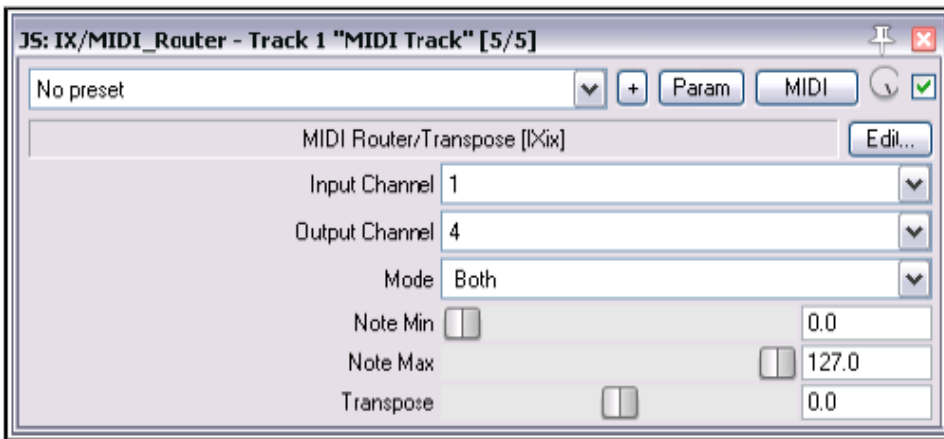 JS: IX/MIDI_Router - Track 1 "MIDI Track" [5/5]
No preset + Param MIDI
MIDI Router/Transpose [IXix] Edit...
Input Channel 1
Output Channel 4
Mode Both
Note Min 0.0
Note Max 127.0
Transpose 0.0